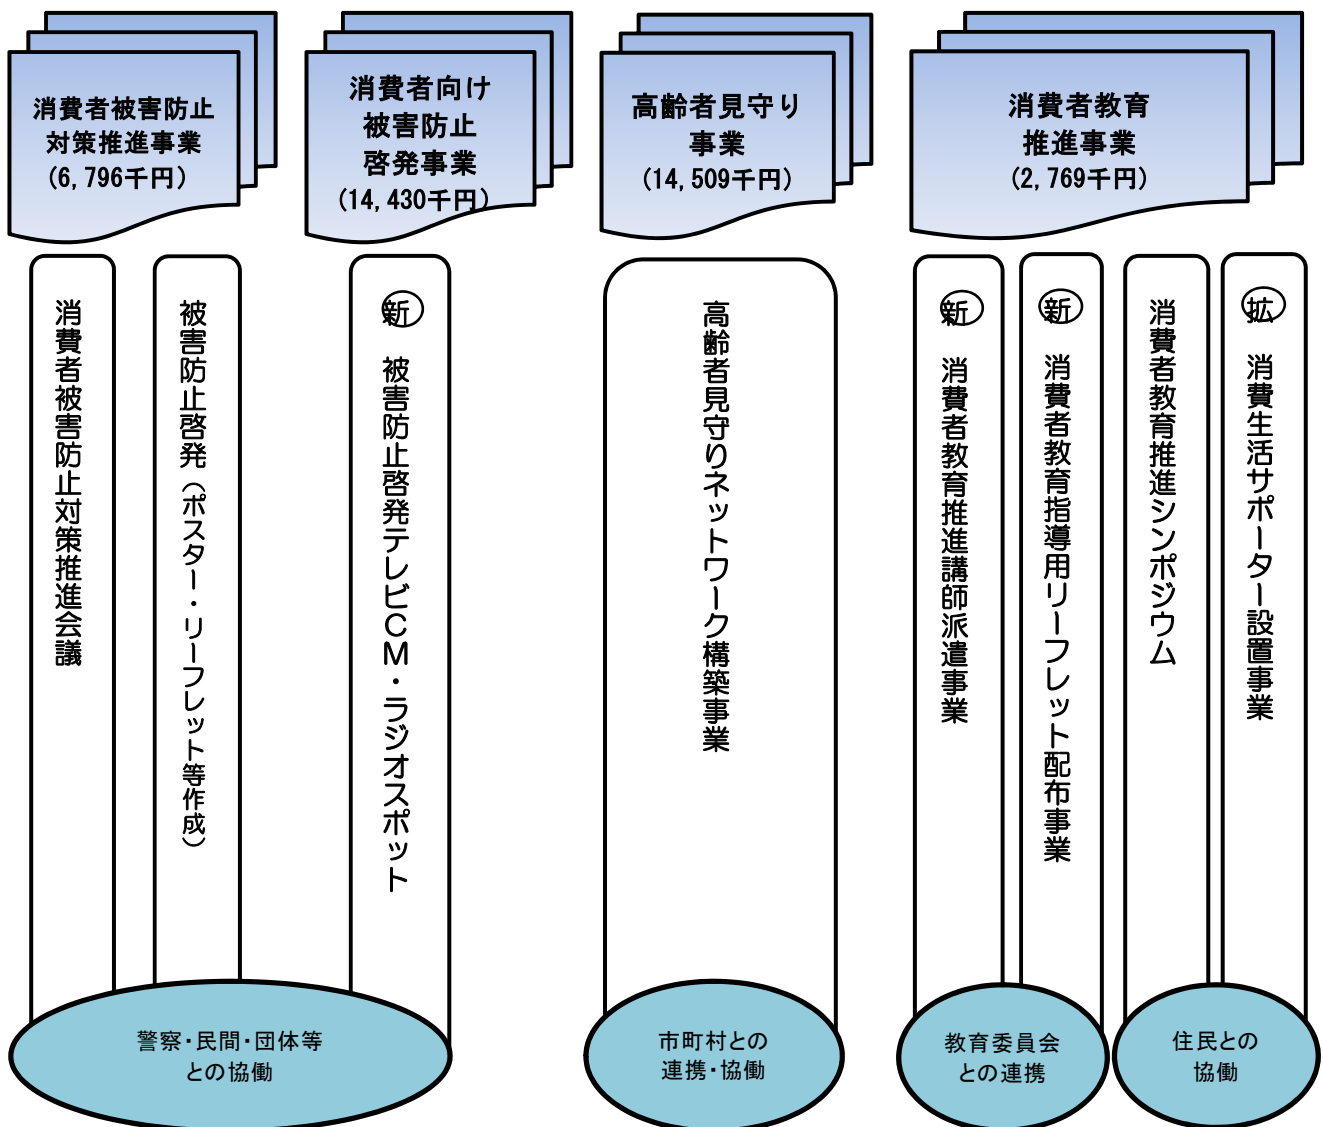 消費者被害防止
対策推進事業
(6,796千円)
消費者向け
被害防止
啓発事業
(14,430千円)
高齢者見守り
事業
(14,509千円)
消費者教育
推進事業
(2,769千円)
消費者被害防止対策推進会議
被害防止啓発（ポスター・リーフレット等作成）
新 被害防止啓発テレビCM・ラジオスポット
高齢者見守りネットワーク構築事業
新 消費者教育推進講師派遣事業
新 消費者教育指導用リーフレット配布事業
消費者教育推進シンポジウム
拡 消費生活サポーター設置事業
警察・民間・団体等
との協働
市町村との
連携・協働
教育委員会
との連携
住民との
協働